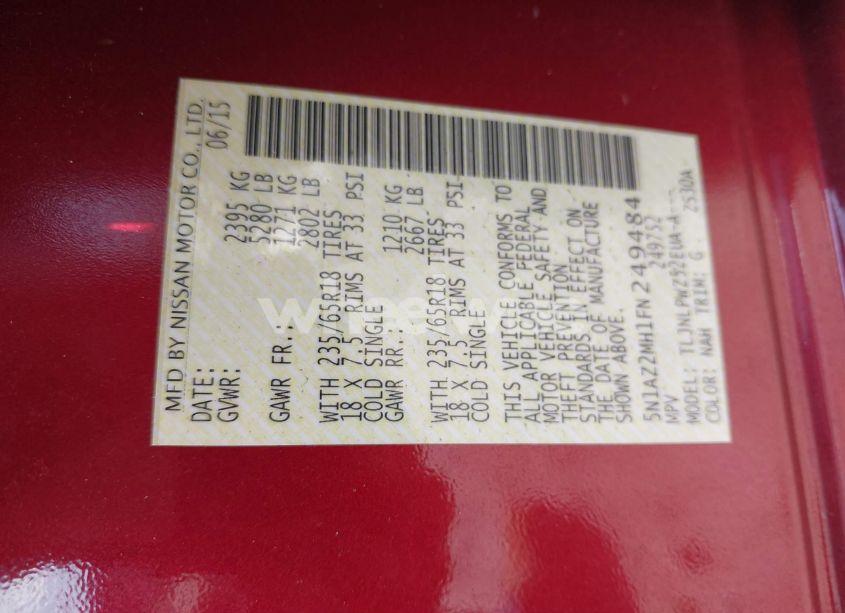 MFD BY NISSAN MOTOR CO., LTD.
DATE: 06/15
GVWR: 2395 KG
5280 LB
GAWR FR.: 1271 KG
2802 LB
WITH 235/65R18 TIRES
18 X 7.5 RIMS AT 33 PSI
COLD SINGLE
GAWR RR.: 1210 KG
2667 LB
WITH 235/65R18 TIRES
18 X 7.5 RIMS AT 33 PSI
COLD SINGLE
THIS VEHICLE CONFORMS TO
ALL APPLICABLE FEDERAL
MOTOR VEHICLE SAFETY AND
THEFT PREVENTION
STANDARDS IN EFFECT ON
THE DATE OF MANUFACTURE
SHOWN ABOVE.
5N1AZ2MH1FN249484
MPV 249752
MODEL: TLJNLPWZ52EUA-A---
COLOR: NAH TRIM: G 2530A